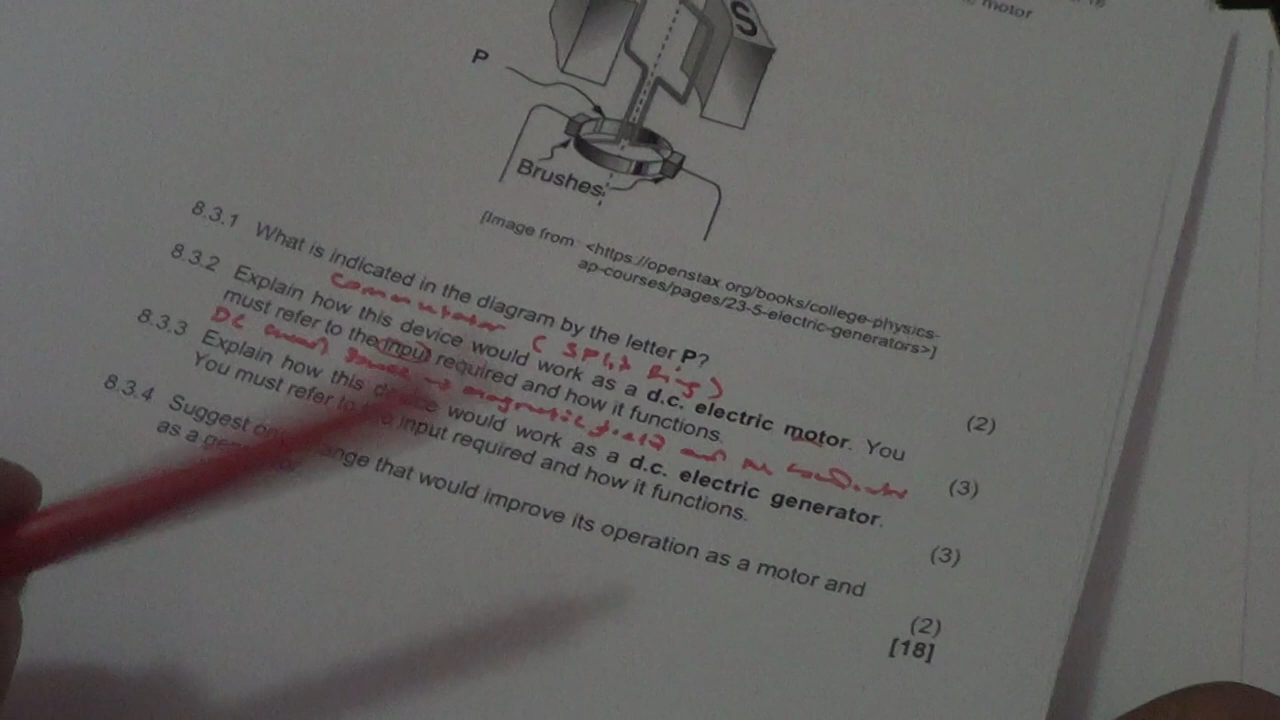 motor
S
P
Brushes
[Image from <https://openstax.org/books/college-physics-
ap-courses/pages/23-5-electric-generators>]
8.3.1 What is indicated in the diagram by the letter P?
Commutator (Split Ring)
(2)
8.3.2 Explain how this device would work as a d.c. electric motor. You
must refer to the input required and how it functions.
DC magnetic field and
(3)
8.3.3 Explain how this device would work as a d.c. electric generator.
You must refer to the input required and how it functions.
(3)
8.3.4 Suggest change that would improve its operation as a motor and
as a
(2)
[18]